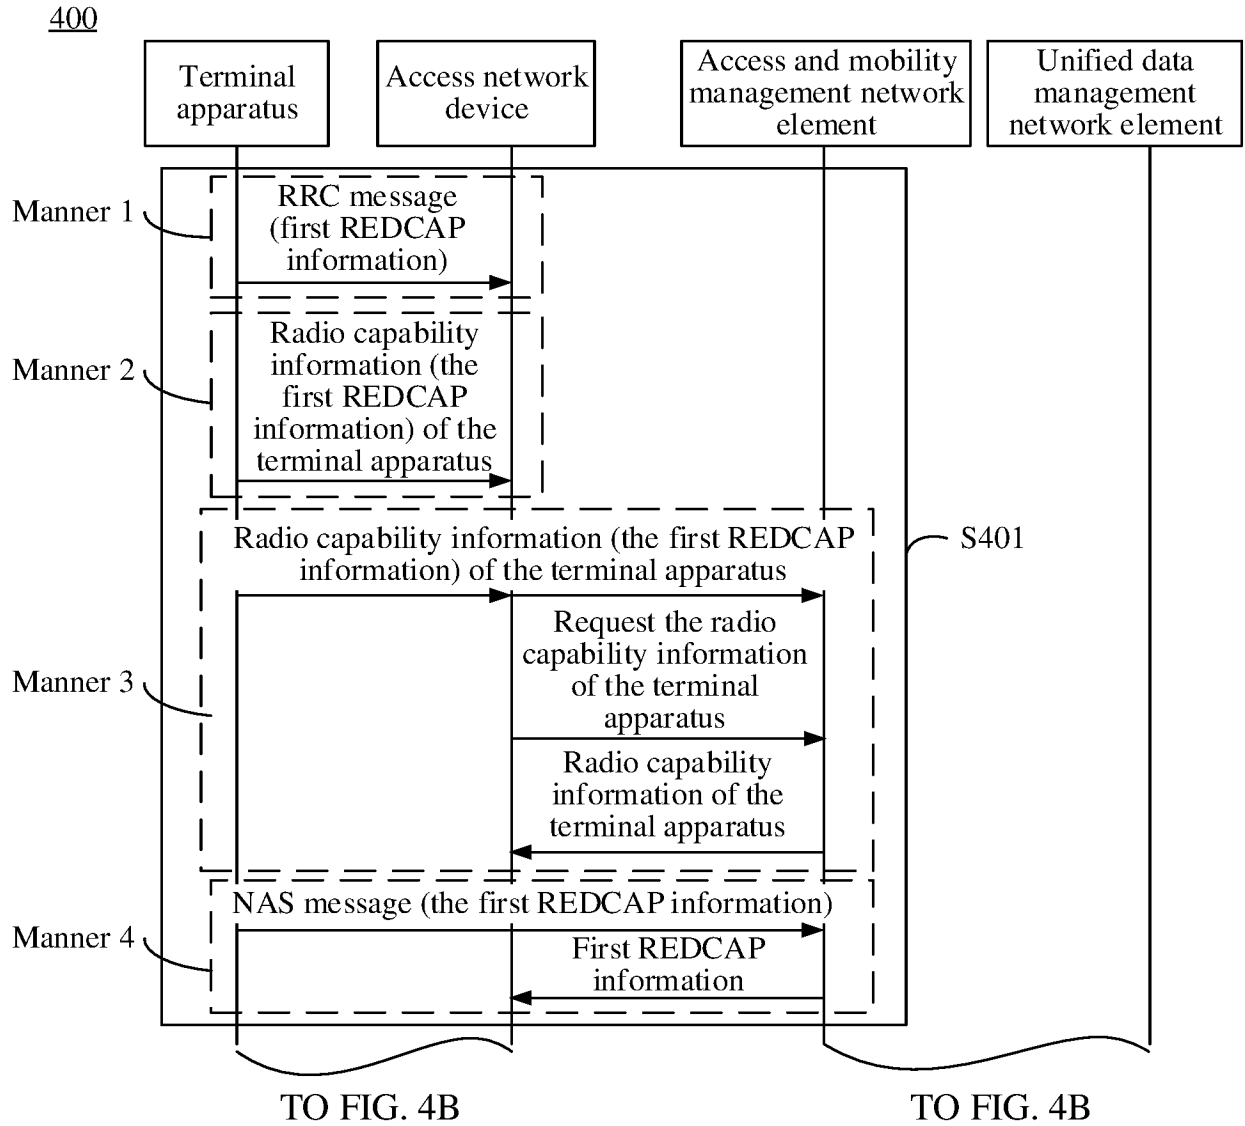 400
Terminal
apparatus
Access network
device
Access and mobility
management network
element
Unified data
management
network element
Manner 1
RRC message
(first REDCAP
information)
Manner 2
Radio capability
information (the
first REDCAP
information) of the
terminal apparatus
Radio capability information (the first REDCAP
information) of the terminal apparatus
S401
Manner 3
Request the radio
capability information
of the terminal
apparatus
Radio capability
information of the
terminal apparatus
Manner 4
NAS message (the first REDCAP information)
First REDCAP
information
TO FIG. 4B
TO FIG. 4B